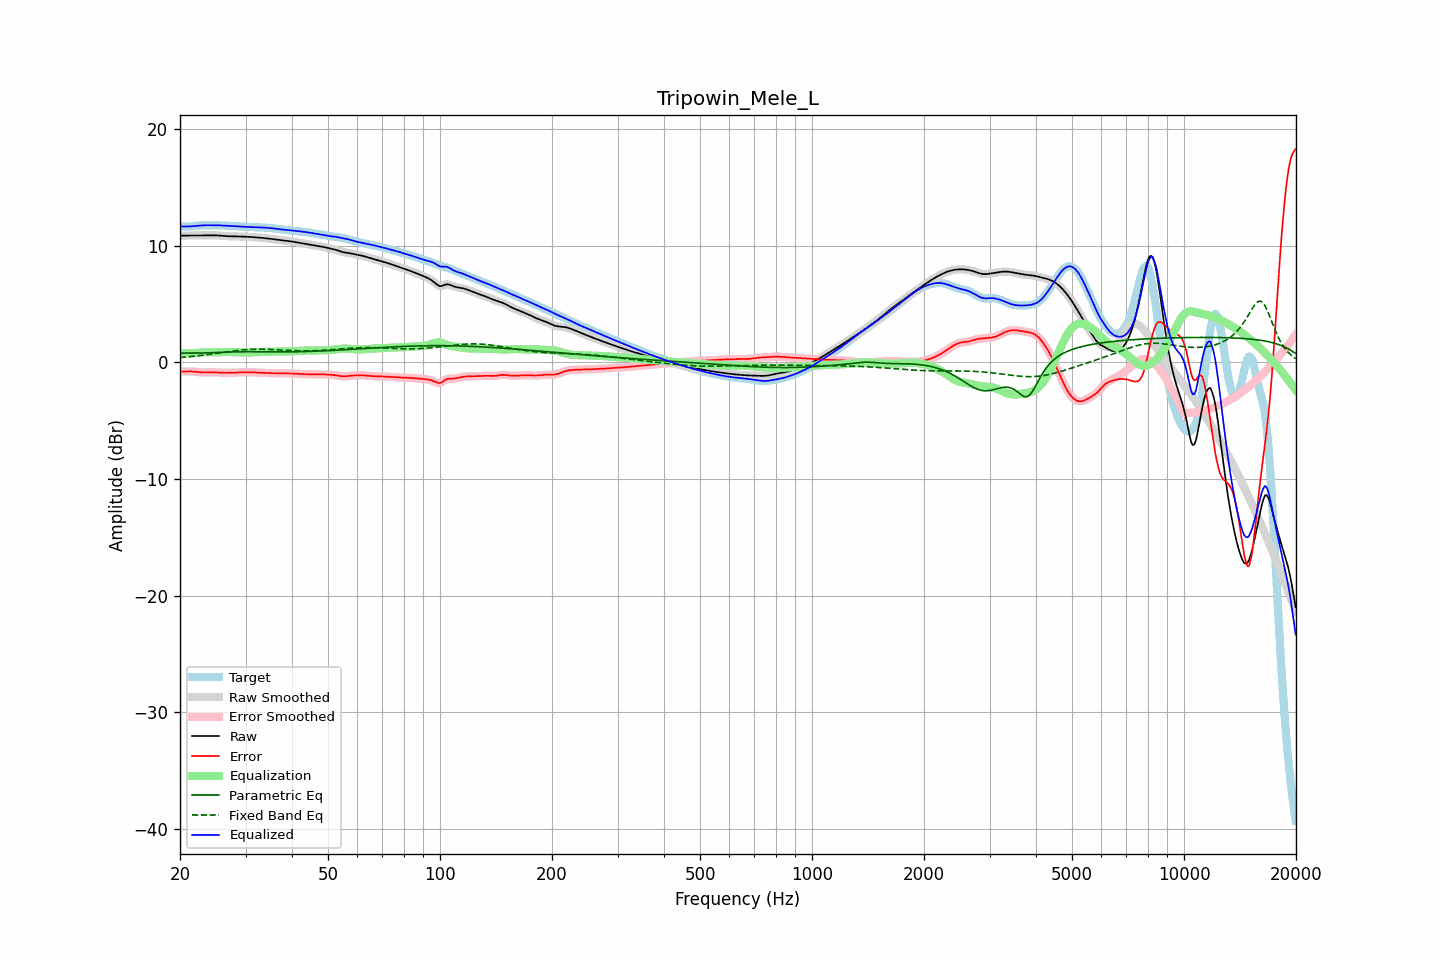 Tripowin_Mele_L
20
10
0
−10
−20
−30
−40
Amplitude (dBr)
Target
Raw Smoothed
Error Smoothed
Raw
Error
Equalization
Parametric Eq
Fixed Band Eq
Equalized
20 50 100 200 500 1000 2000 5000 10000 20000
Frequency (Hz)